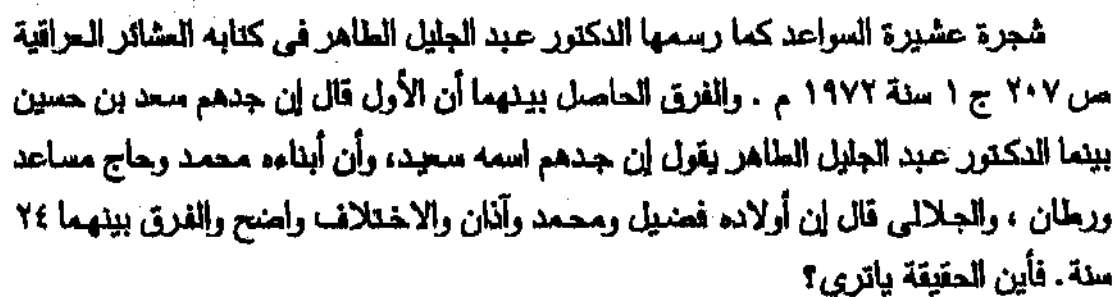 شجرة عشيرة السواعد كما رسمها الدكتور عبد الجليل الطاهر فى كتابه العشائر العراقية
ص ٢٠٧ ج ١ سنة ١٩٧٢ م . والفرق الحاصل بينهما أن الأول قال إن جدهم سعد بن حسين
بينما الدكتور عبد الجليل الطاهر يقول إن جدهم اسمه سعيد، وأن أبناءه محمد وحاج مساعد
ورطان ، والجلالى قال إن أولاده فضيل ومحمد وآذان والاختلاف واضح والفرق بينهما ٢٤
سنة . فأين الحقيقة ياترى؟